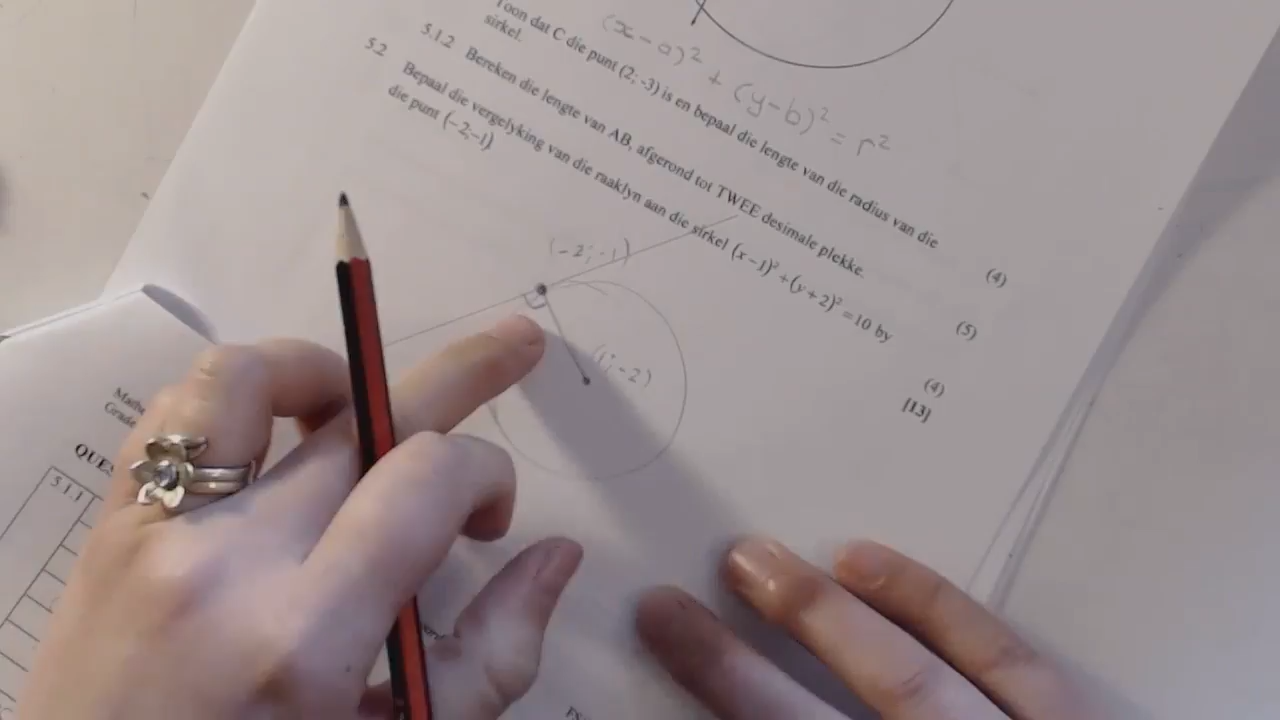 Toon dat C die punt (2; -3) is en bepaal die lengte van die radius van die
sirkel.
(4)
(x-a)² + (y-b)² = r²
5.1.2 Bereken die lengte van AB, afgerond tot TWEE desimale plekke.
(5)
5.2 Bepaal die vergelyking van die raaklyn aan die sirkel (x-1)²+(y+2)²=10 by
die punt (-2;-1)
(4)
[13]
(-2;-1)
(1;-2)
5.1.1